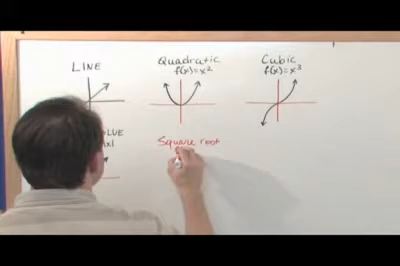 LINE
Quadratic
f(x)=x²
Cubic
f(x)=x³
Square root